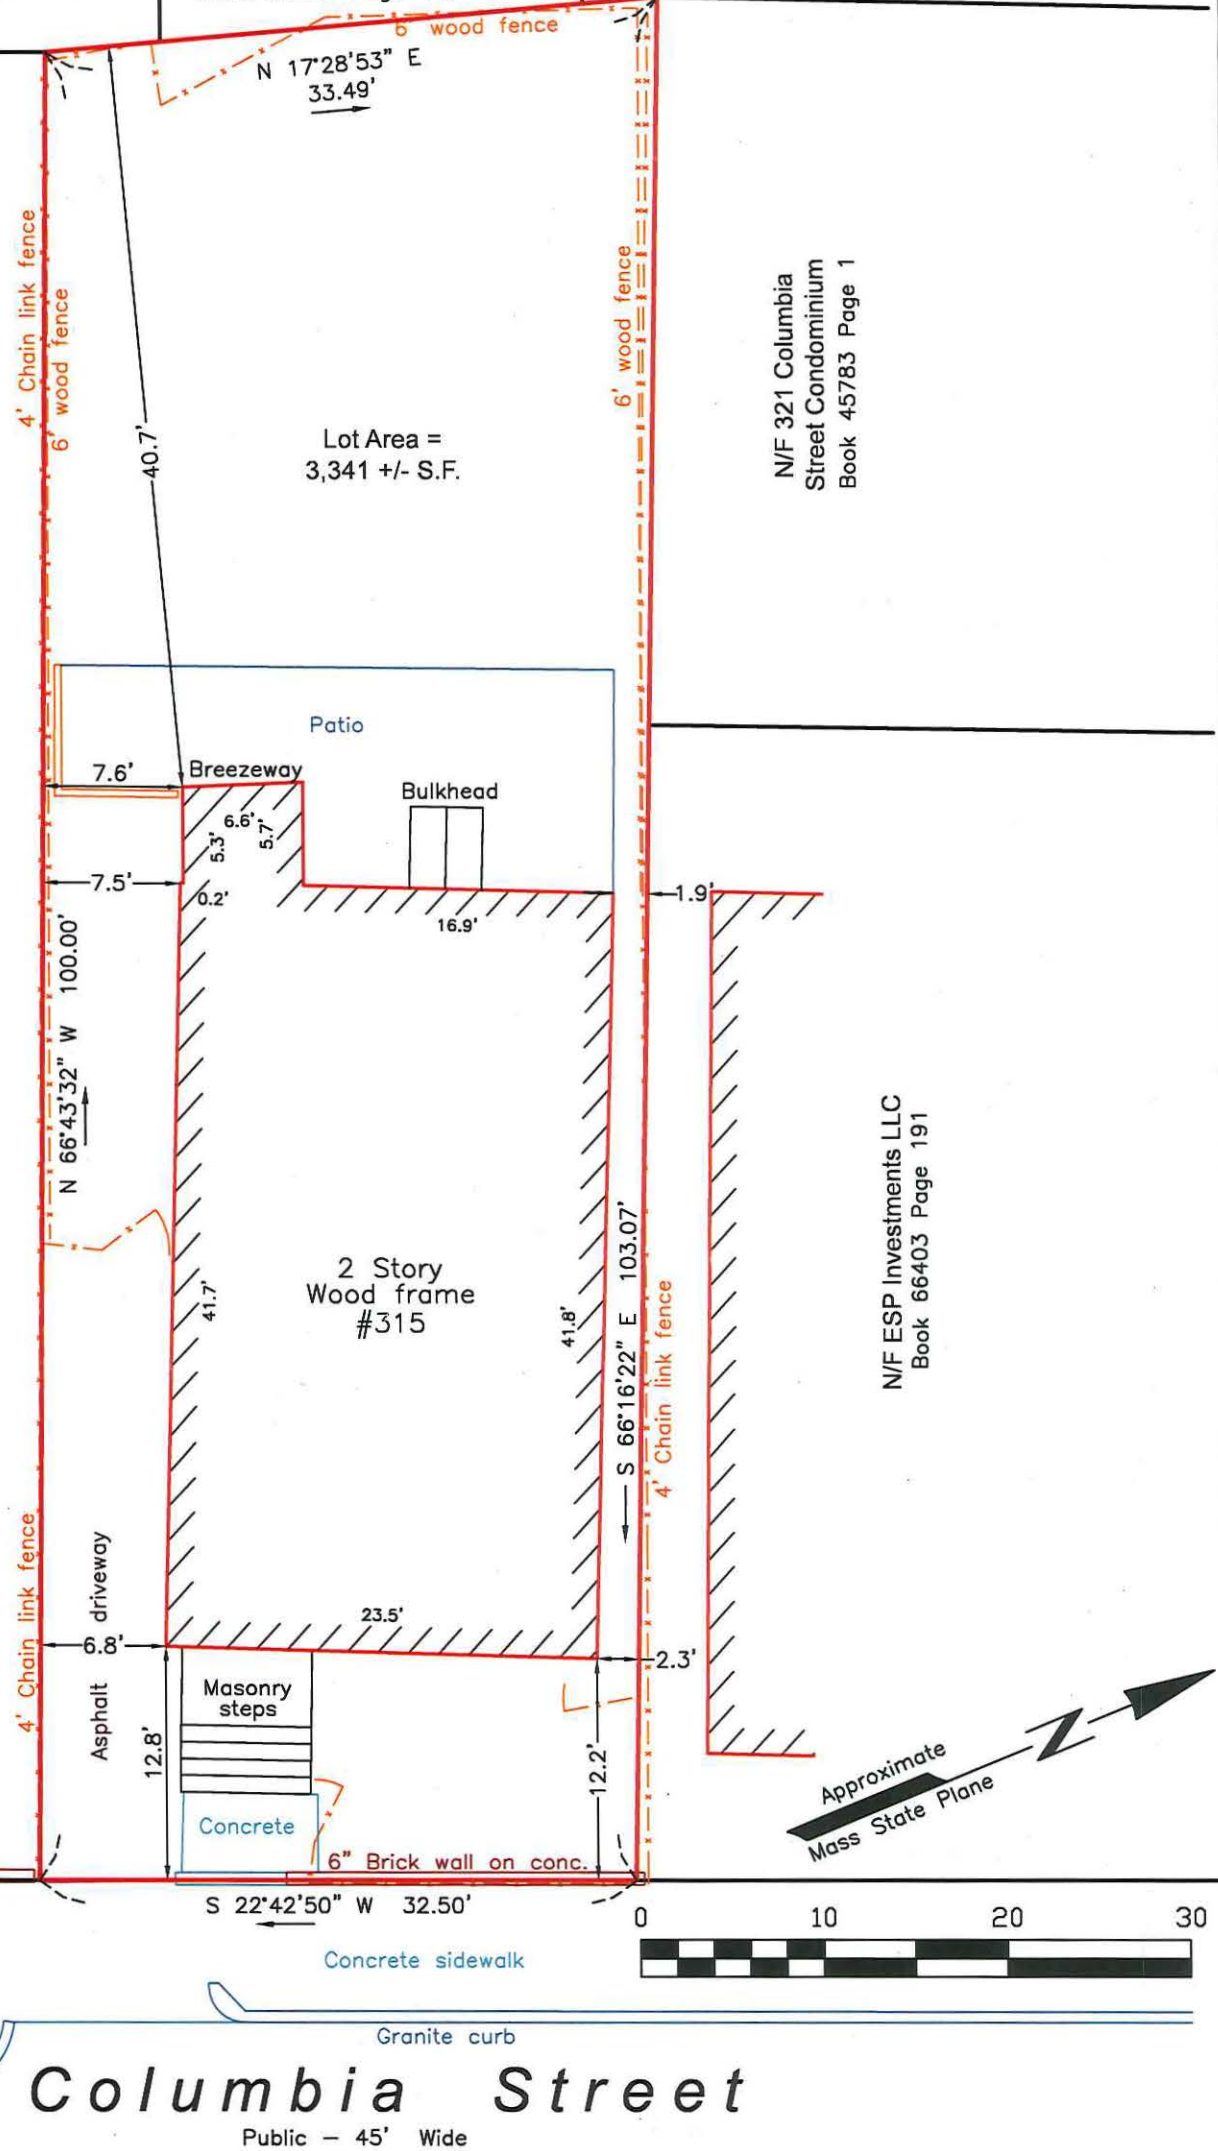 6' wood fence
N 17°28'53" E
33.49'
4' Chain link fence
6' wood fence
6' wood fence
N/F 321 Columbia
Street Condominium
Book 45783 Page 1
40.7'
Lot Area =
3,341 +/- S.F.
Patio
7.6'
Breezeway
Bulkhead
6.6'
5.3'
5.7'
7.5'
0.2'
16.9'
1.9'
N 66°43'32" W 100.00'
2 Story
Wood frame
#315
41.7'
41.8'
S 66°16'22" E 103.07'
4' Chain link fence
N/F ESP Investments LLC
Book 66403 Page 191
4' Chain link fence
Asphalt driveway
23.5'
6.8'
2.3'
Masonry
steps
12.8'
12.2'
Concrete
6" Brick wall on conc.
Approximate
N
Mass State Plane
S 22°42'50" W 32.50'
0 10 20 30
Concrete sidewalk
Granite curb
Columbia Street
Public - 45' Wide